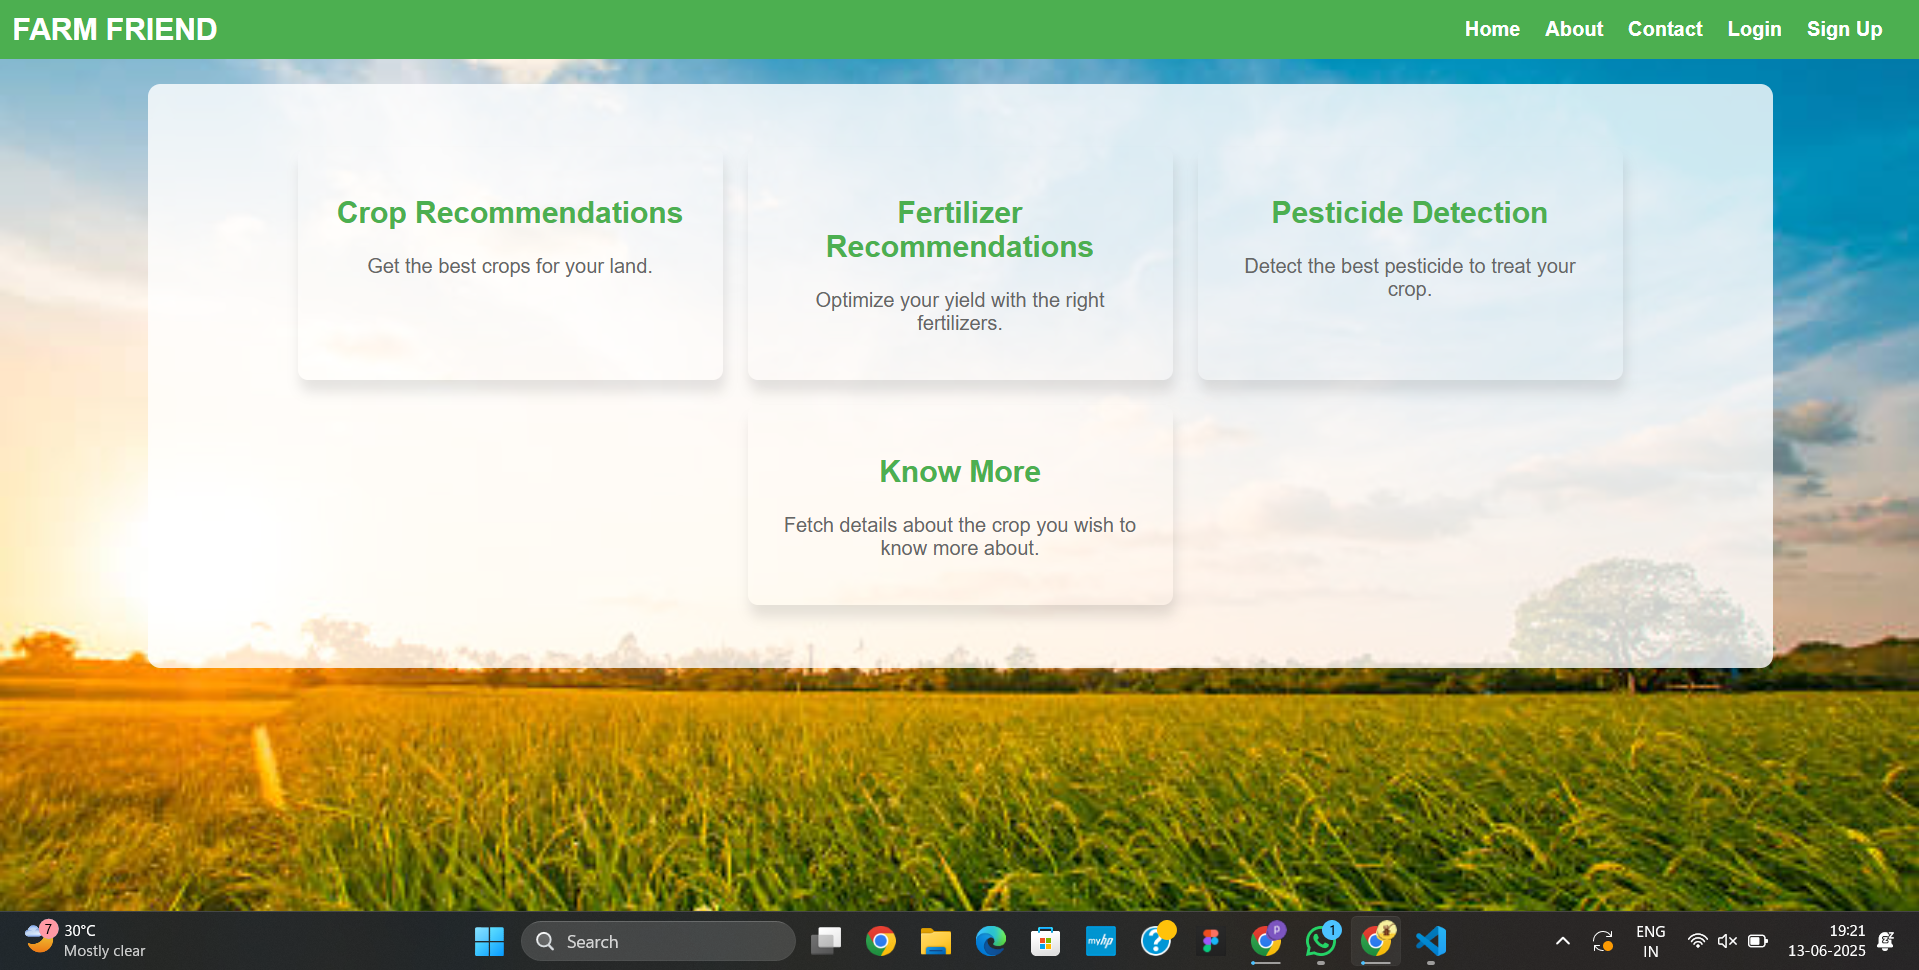 FARM FRIEND
Home About Contact Login Sign Up
Crop Recommendations
Get the best crops for your land.
Fertilizer
Recommendations
Optimize your yield with the right
fertilizers.
Pesticide Detection
Detect the best pesticide to treat your
crop.
Know More
Fetch details about the crop you wish to
know more about.
7
30°C
Mostly clear
Search
myhp
?
P
1
ENG
IN
19:21
13-06-2025